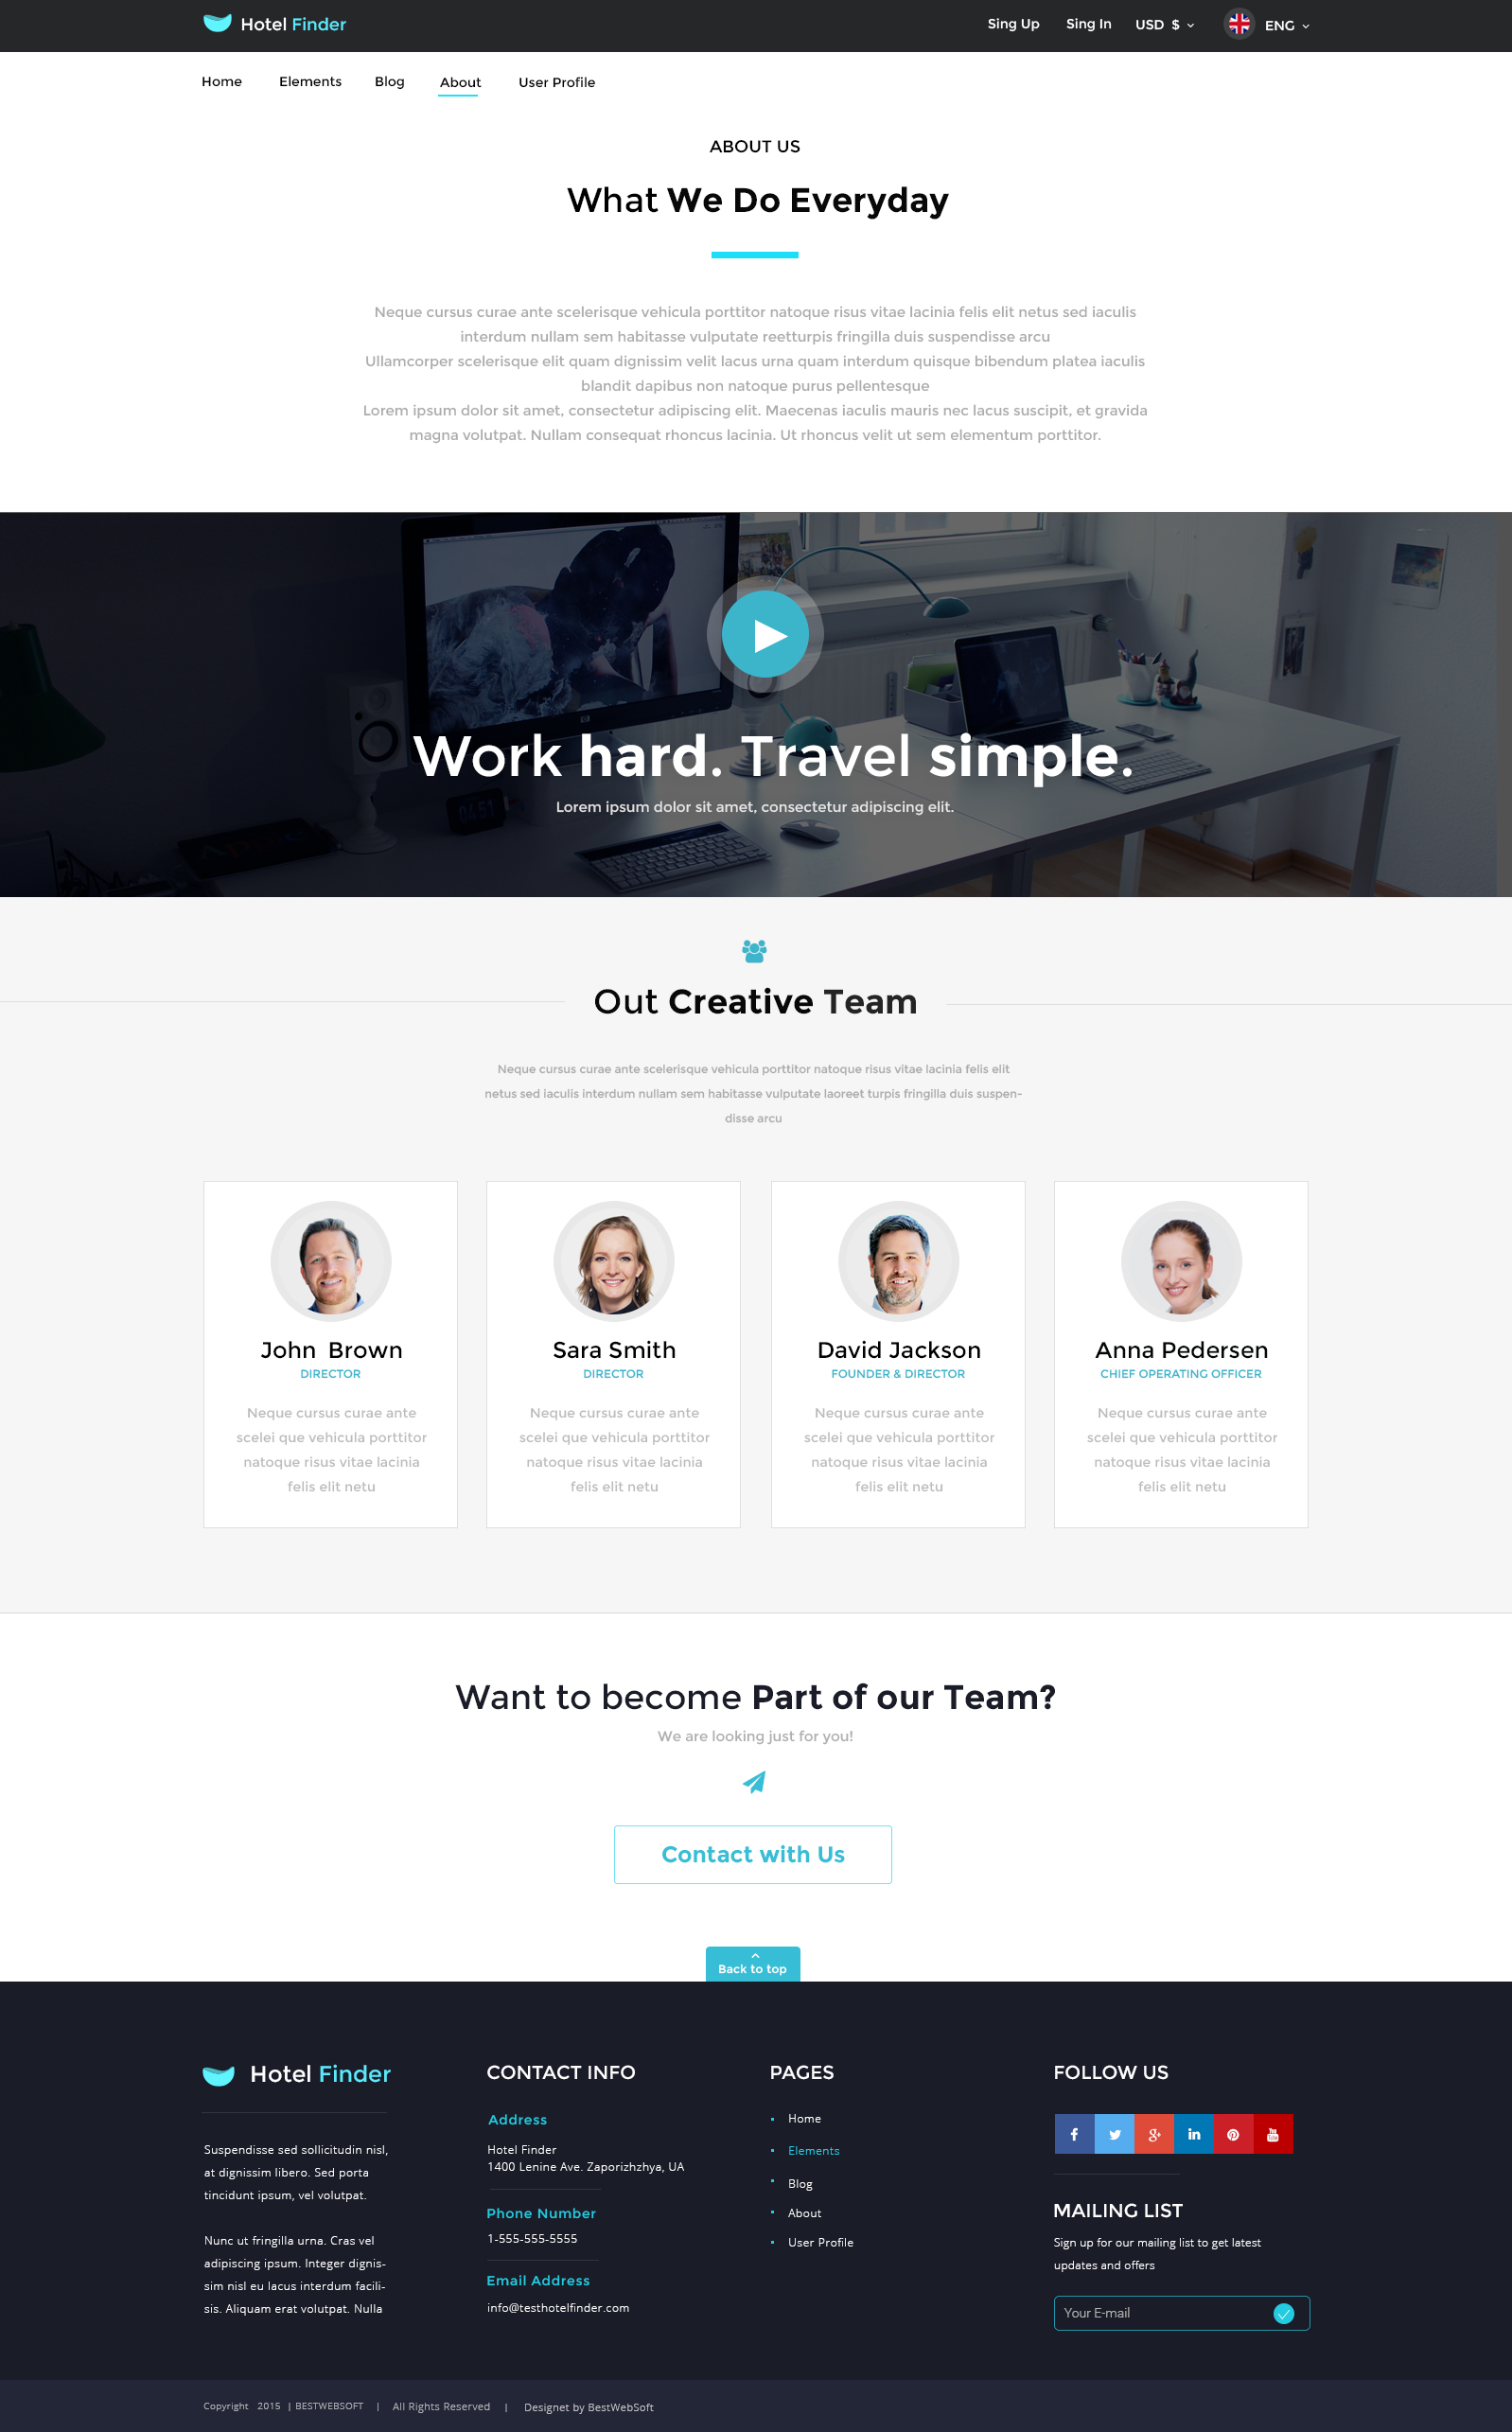 Hotel Finder
Sing Up Sing In USD $ ENG
Home Elements Blog About User Profile
ABOUT US
What We Do Everyday
Neque cursus curae ante scelerisque vehicula porttitor natoque risus vitae lacinia felis elit netus sed iaculis
interdum nullam sem habitasse vulputate reetturpis fringilla duis suspendisse arcu
Ullamcorper scelerisque elit quam dignissim velit lacus urna quam interdum quisque bibendum platea iaculis
blandit dapibus non natoque purus pellentesque
Lorem ipsum dolor sit amet, consectetur adipiscing elit. Maecenas iaculis mauris nec lacus suscipit, et gravida
magna volutpat. Nullam consequat rhoncus lacinia. Ut rhoncus velit ut sem elementum porttitor.
Work hard. Travel simple.
Lorem ipsum dolor sit amet, consectetur adipiscing elit.
04:51
Out Creative Team
Neque cursus curae ante scelerisque vehicula porttitor natoque risus vitae lacinia felis elit
netus sed iaculis interdum nullam sem habitasse vulputate laoreet turpis fringilla duis suspen-
disse arcu
John Brown
DIRECTOR
Neque cursus curae ante
scelei que vehicula porttitor
natoque risus vitae lacinia
felis elit netu
Sara Smith
DIRECTOR
Neque cursus curae ante
scelei que vehicula porttitor
natoque risus vitae lacinia
felis elit netu
David Jackson
FOUNDER & DIRECTOR
Neque cursus curae ante
scelei que vehicula porttitor
natoque risus vitae lacinia
felis elit netu
Anna Pedersen
CHIEF OPERATING OFFICER
Neque cursus curae ante
scelei que vehicula porttitor
natoque risus vitae lacinia
felis elit netu
Want to become Part of our Team?
We are looking just for you!
Contact with Us
Back to top
Hotel Finder
Suspendisse sed sollicitudin nisl,
at dignissim libero. Sed porta
tincidunt ipsum, vel volutpat.
Nunc ut fringilla urna. Cras vel
adipiscing ipsum. Integer dignis-
sim nisl eu lacus interdum facili-
sis. Aliquam erat volutpat. Nulla
CONTACT INFO
Address
Hotel Finder
1400 Lenine Ave. Zaporizhzhya, UA
Phone Number
1-555-555-5555
Email Address
info@testhotelfinder.com
PAGES
Home
Elements
Blog
About
User Profile
FOLLOW US
MAILING LIST
Sign up for our mailing list to get latest
updates and offers
Your E-mail
Copyright 2015 | BESTWEBSOFT | All Rights Reserved | Designet by BestWebSoft